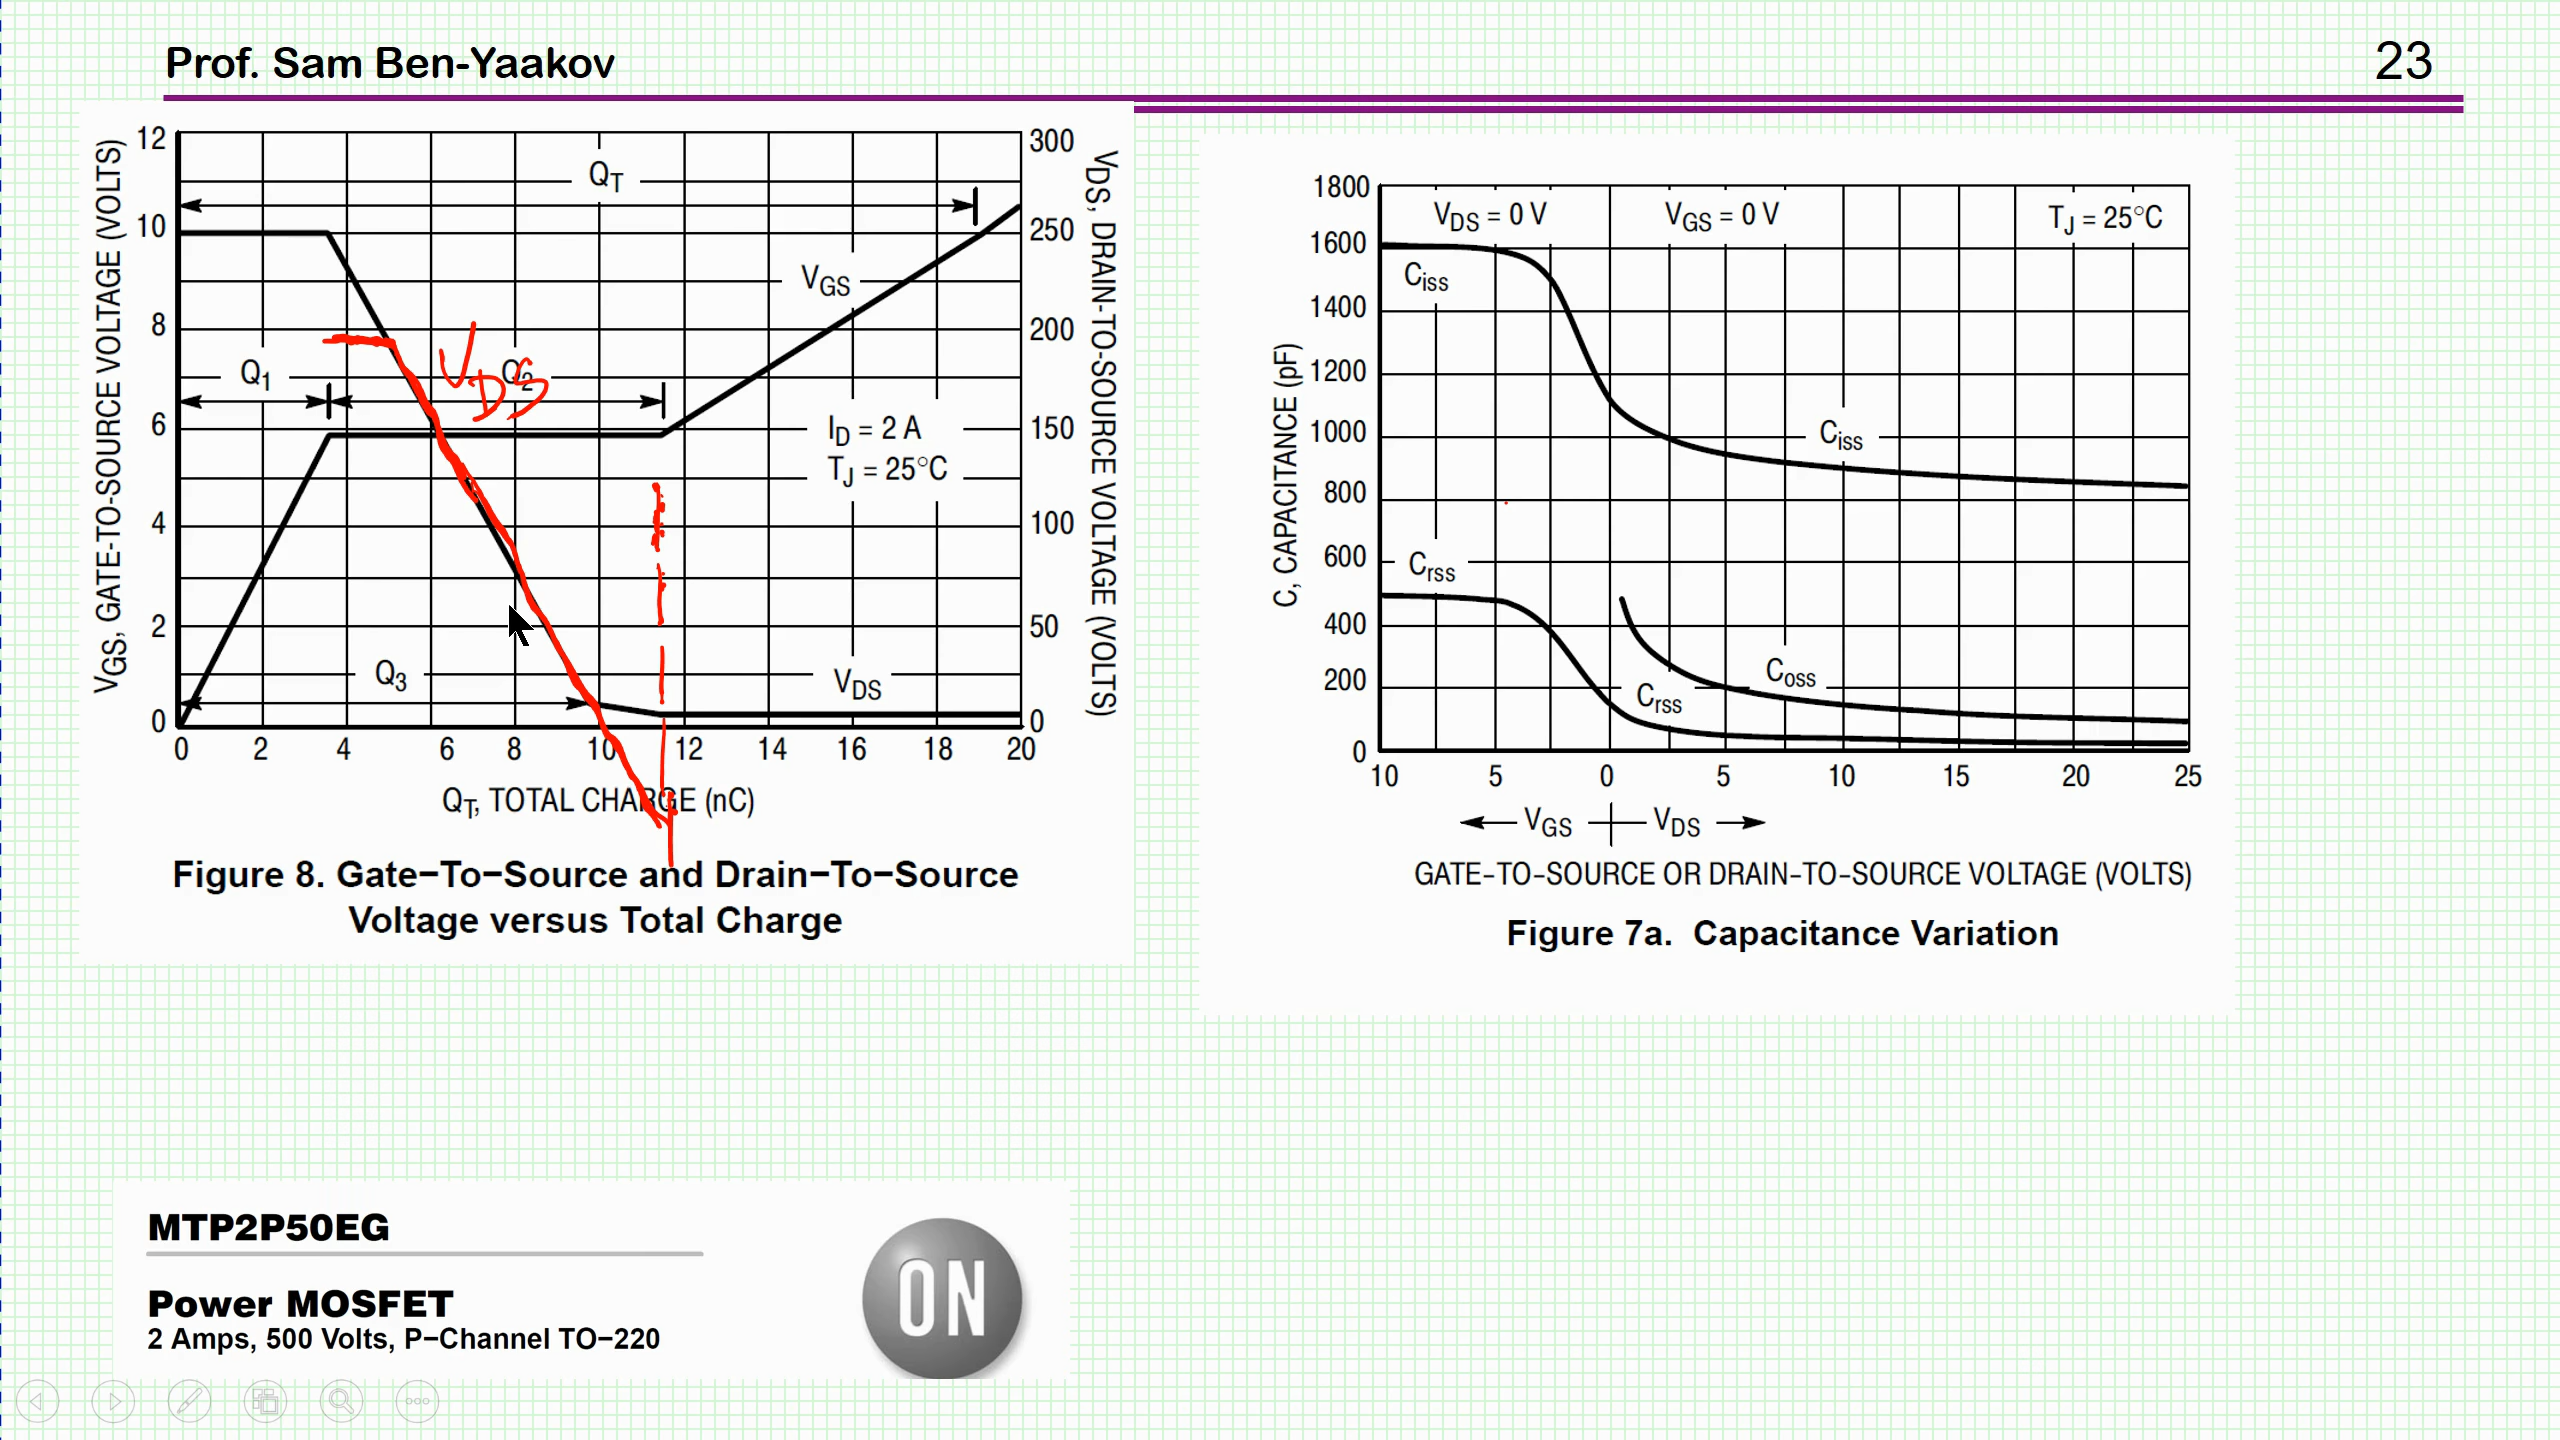 Prof. Sam Ben-Yaakov
23
VGS, GATE-TO-SOURCE VOLTAGE (VOLTS)
12
10
8
6
4
2
0
QT
VGS
Q1
Q2
VDS
ID = 2 A
TJ = 25°C
Q3
VDS
300
250
200
150
100
50
0
VDS, DRAIN-TO-SOURCE VOLTAGE (VOLTS)
0 2 4 6 8 10 12 14 16 18 20
QT, TOTAL CHARGE (nC)
Figure 8. Gate-To-Source and Drain-To-Source
Voltage versus Total Charge
C, CAPACITANCE (pF)
1800
1600
1400
1200
1000
800
600
400
200
0
VDS = 0 V
VGS = 0 V
TJ = 25°C
Ciss
Ciss
Crss
Coss
Crss
10 5 0 5 10 15 20 25
VGS VDS
GATE-TO-SOURCE OR DRAIN-TO-SOURCE VOLTAGE (VOLTS)
Figure 7a. Capacitance Variation
MTP2P50EG
Power MOSFET
2 Amps, 500 Volts, P-Channel TO-220
ON